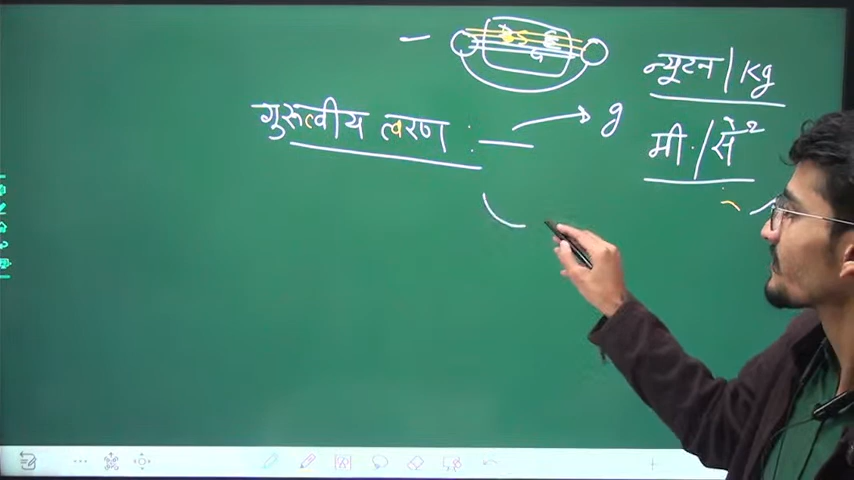 न्यूटन/kg
गुरूत्वीय त्वरण :— → g
मी./से²